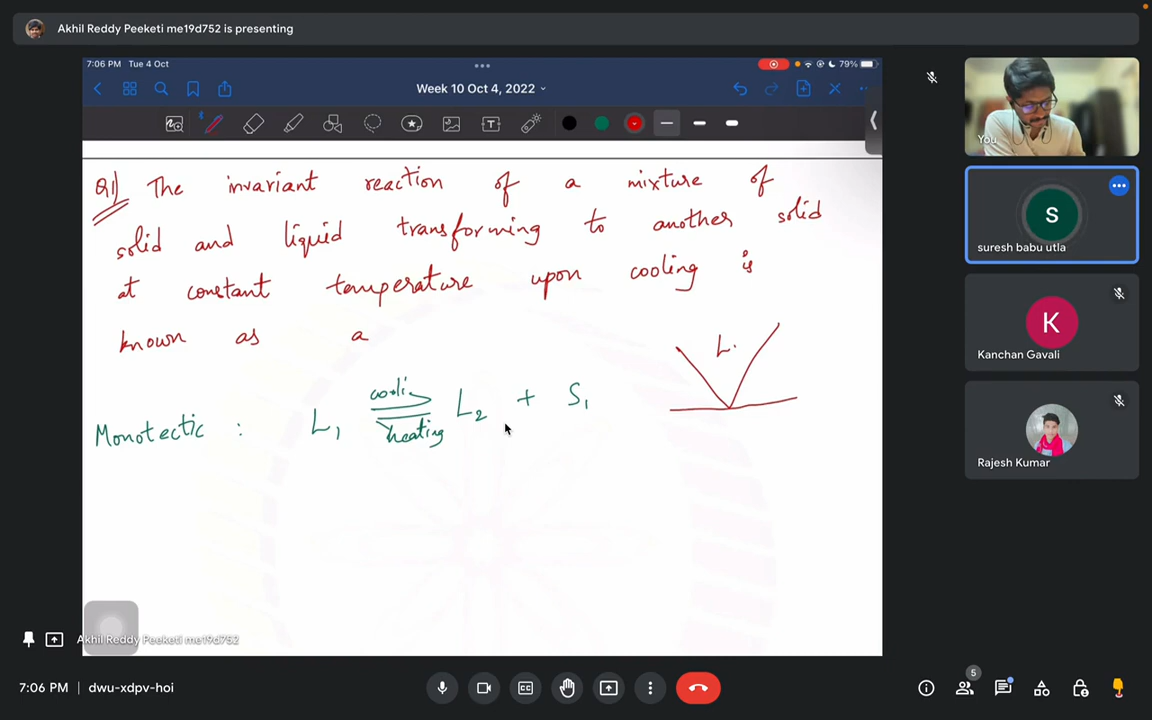 Akhil Reddy Peeketi me19d752 is presenting
7:06 PM Tue 4 Oct
79%
Week 10 Oct 4, 2022
You
Q1) The invariant reaction of a mixture of
solid and liquid transforming to another solid
at constant temperature upon cooling is
known as a
L.
Monotectic : L1 cooling heating L2 + S1
S
suresh babu utla
K
Kanchan Gavali
Rajesh Kumar
Akhil Reddy Peeketi me19d752
7:06 PM | dwu-xdpv-hoi
5